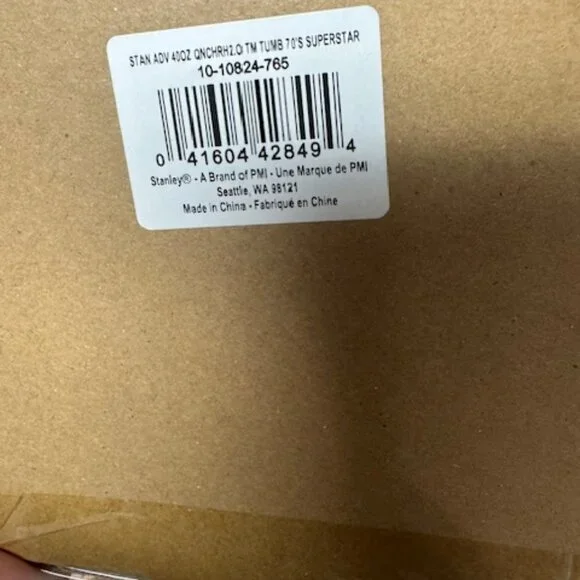 STAN ADV 40OZ QNCHRH2.O TM TUMB 70'S SUPERSTAR
10-10824-765
0 41604 42849 4
Stanley® - A Brand of PMI - Une Marque de PMI
Seattle, WA 98121
Made in China - Fabriqué en Chine